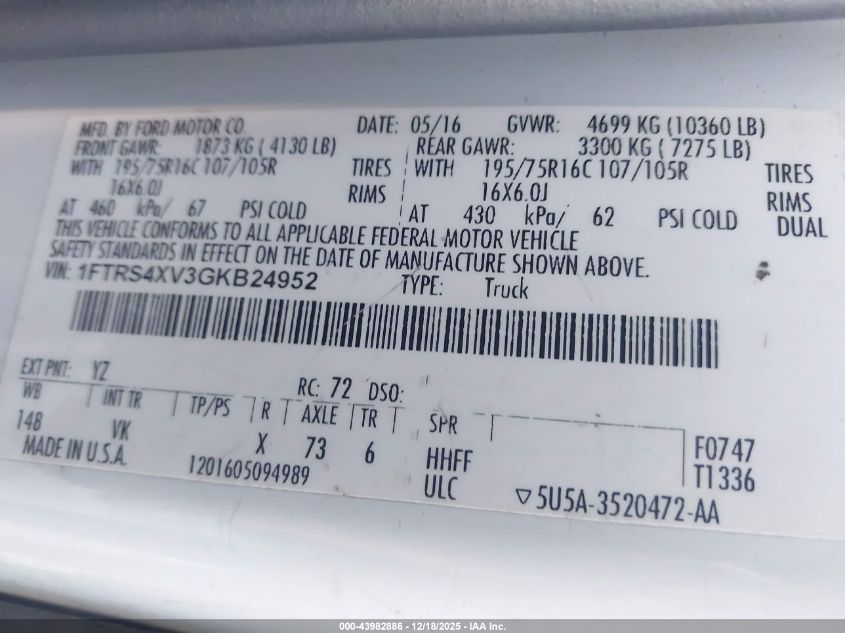 MFD. BY FORD MOTOR CO. DATE: 05/16 GVWR: 4699 KG (10360 LB)
FRONT GAWR: 1873 KG ( 4130 LB) REAR GAWR: 3300 KG ( 7275 LB)
WITH 195/75R16C 107/105R TIRES WITH 195/75R16C 107/105R TIRES
16X6.0J RIMS 16X6.0J RIMS
AT 460 kPa/ 67 PSI COLD AT 430 kPa/ 62 PSI COLD DUAL
THIS VEHICLE CONFORMS TO ALL APPLICABLE FEDERAL MOTOR VEHICLE
SAFETY STANDARDS IN EFFECT ON THE DATE OF MANUFACTURE SHOWN ABOVE.
VIN: 1FTRS4XV3GKB24952 TYPE: Truck
EXT PNT: YZ RC: 72 DSO:
WB INT TR TP/PS R AXLE TR SPR
148 VK X 73 6 HHFF F0747
MADE IN U.S.A. 1201605094989 ULC T1336
5U5A-3520472-AA
000-43982886 - 12/18/2025 - IAA Inc.